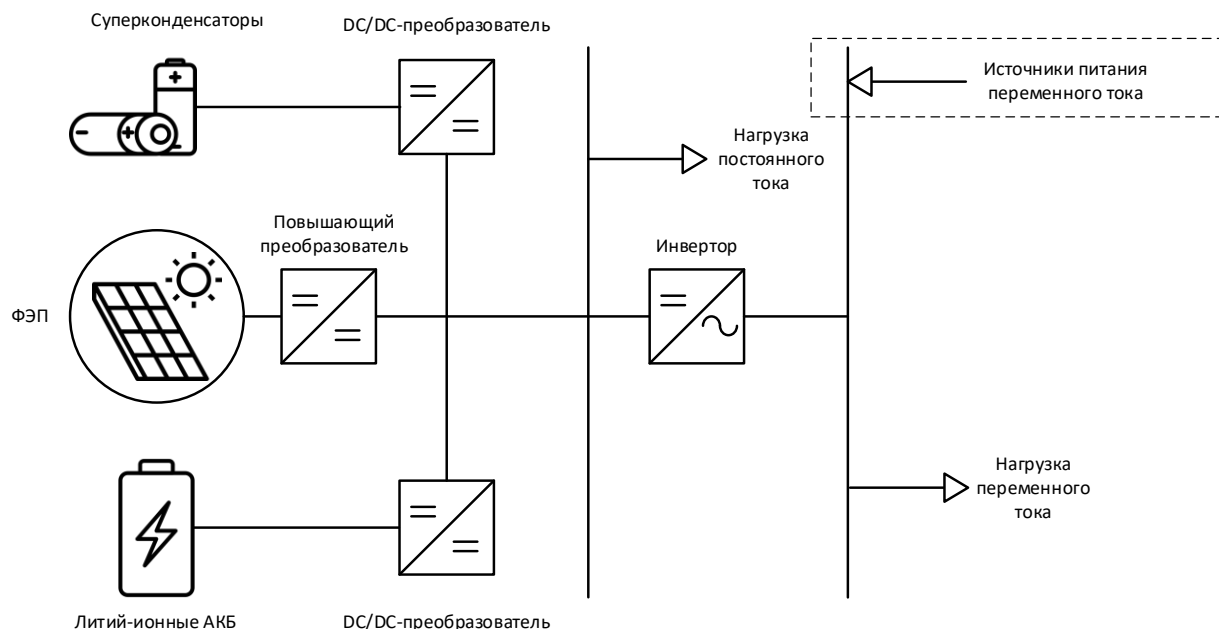 Суперконденсаторы
DC/DC-преобразователь
Источники питания
переменного тока
Нагрузка
постоянного
тока
Повышающий
преобразователь
Инвертор
ФЭП
Нагрузка
переменного
тока
Литий-ионные АКБ
DC/DC-преобразователь